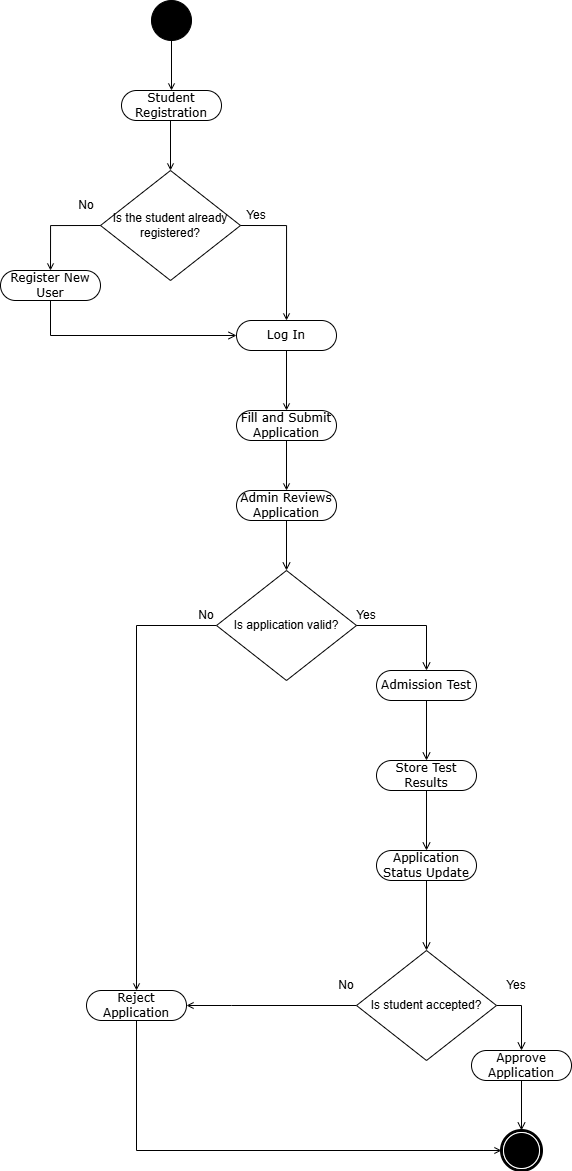 Student
Registration
No
Yes
Is the student already
registered?
Register New
User
Log In
Fill and Submit
Application
Admin Reviews
Application
No
Yes
Is application valid?
Admission Test
Store Test
Results
Application
Status Update
No
Yes
Reject
Application
Is student accepted?
Approve
Application